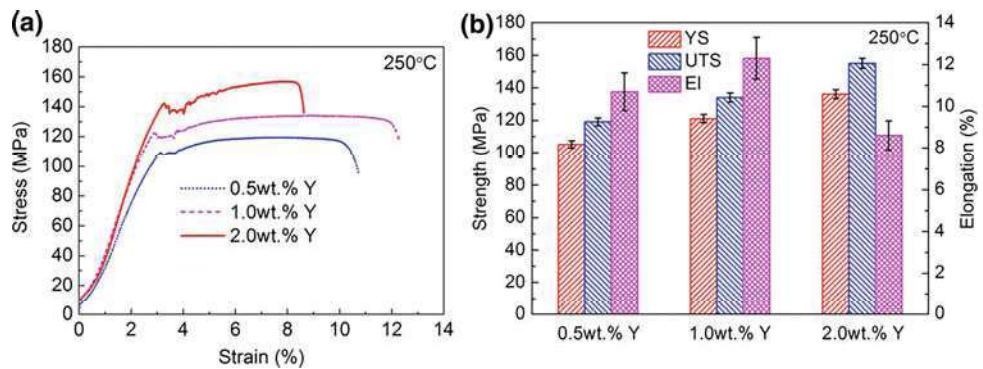 (a)
250°C
Stress (MPa)
180
160
140
120
100
80
60
40
20
0
0.5wt.% Y
1.0wt.% Y
2.0wt.% Y
0 2 4 6 8 10 12 14
Strain (%)
(b)
250°C
YS
UTS
El
Strength (MPa)
180
160
140
120
100
80
60
40
20
0
Elongation (%)
14
12
10
8
6
4
2
0
0.5wt.% Y 1.0wt.% Y 2.0wt.% Y